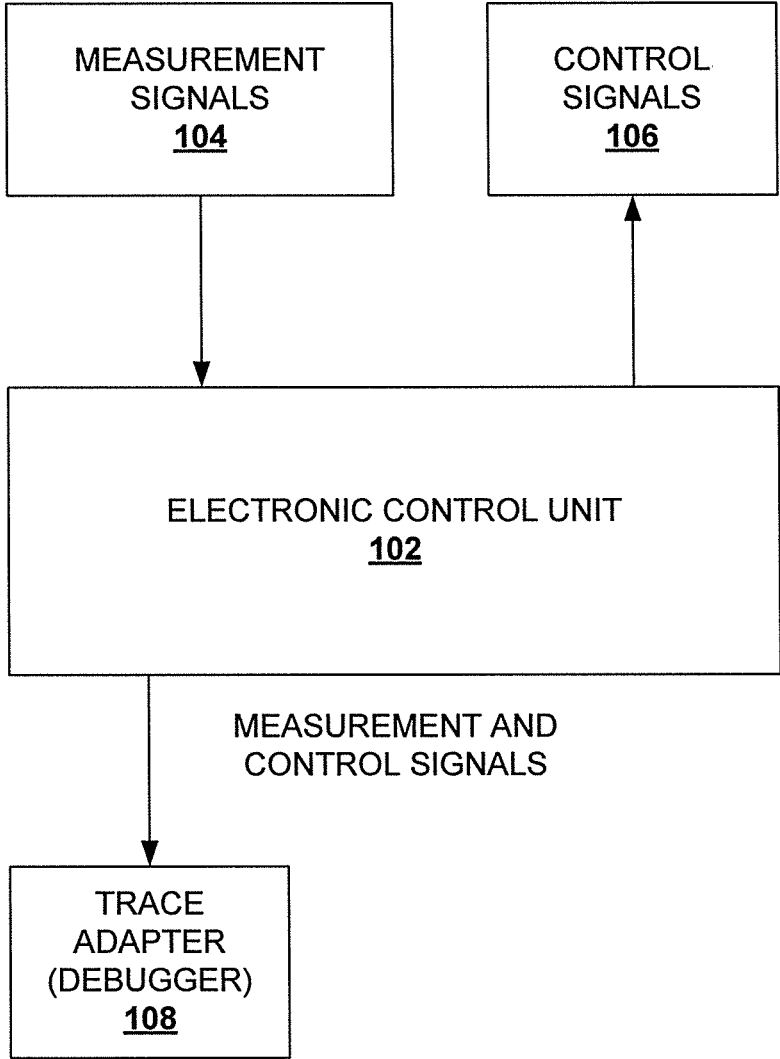 MEASUREMENT
SIGNALS
104
CONTROL
SIGNALS
106
ELECTRONIC CONTROL UNIT
102
MEASUREMENT AND
CONTROL SIGNALS
TRACE
ADAPTER
(DEBUGGER)
108